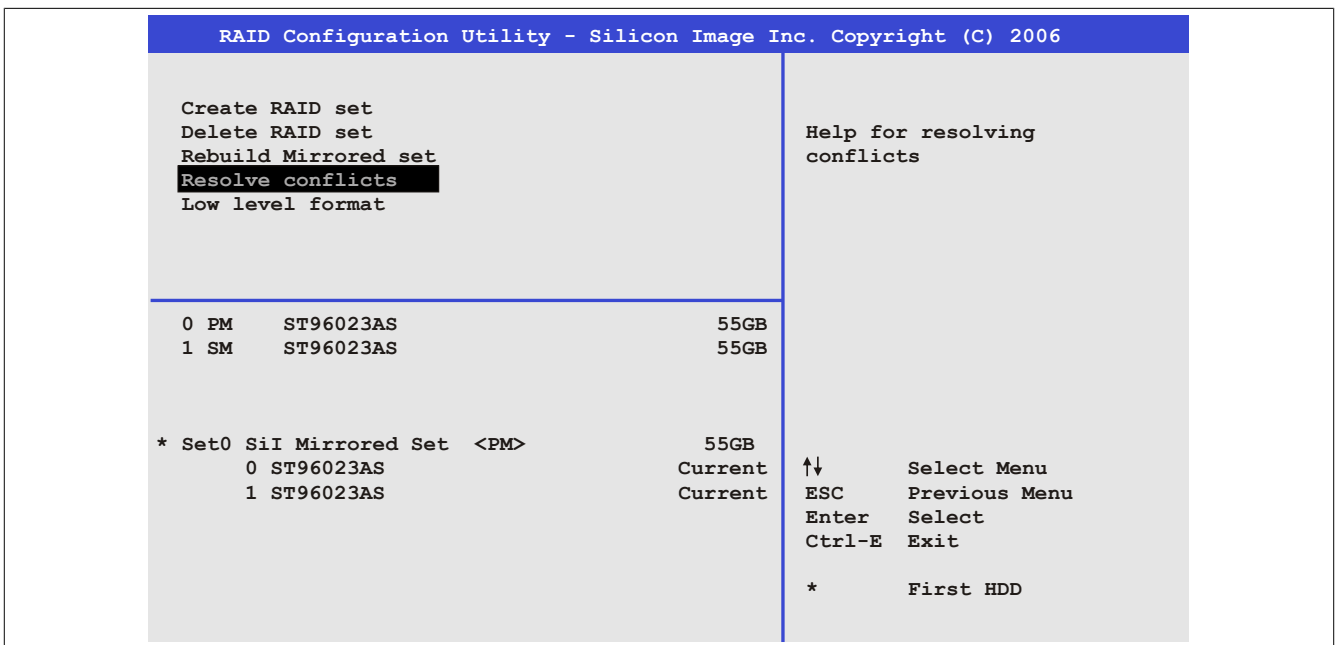 RAID Configuration Utility - Silicon Image Inc. Copyright (C) 2006
Create RAID set
Delete RAID set
Rebuild Mirrored set
Resolve conflicts
Low level format
Help for resolving
conflicts
0 PM ST96023AS 55GB
1 SM ST96023AS 55GB
* Set0 SiI Mirrored Set <PM> 55GB
0 ST96023AS Current
1 ST96023AS Current
↑↓ Select Menu
ESC Previous Menu
Enter Select
Ctrl-E Exit
* First HDD